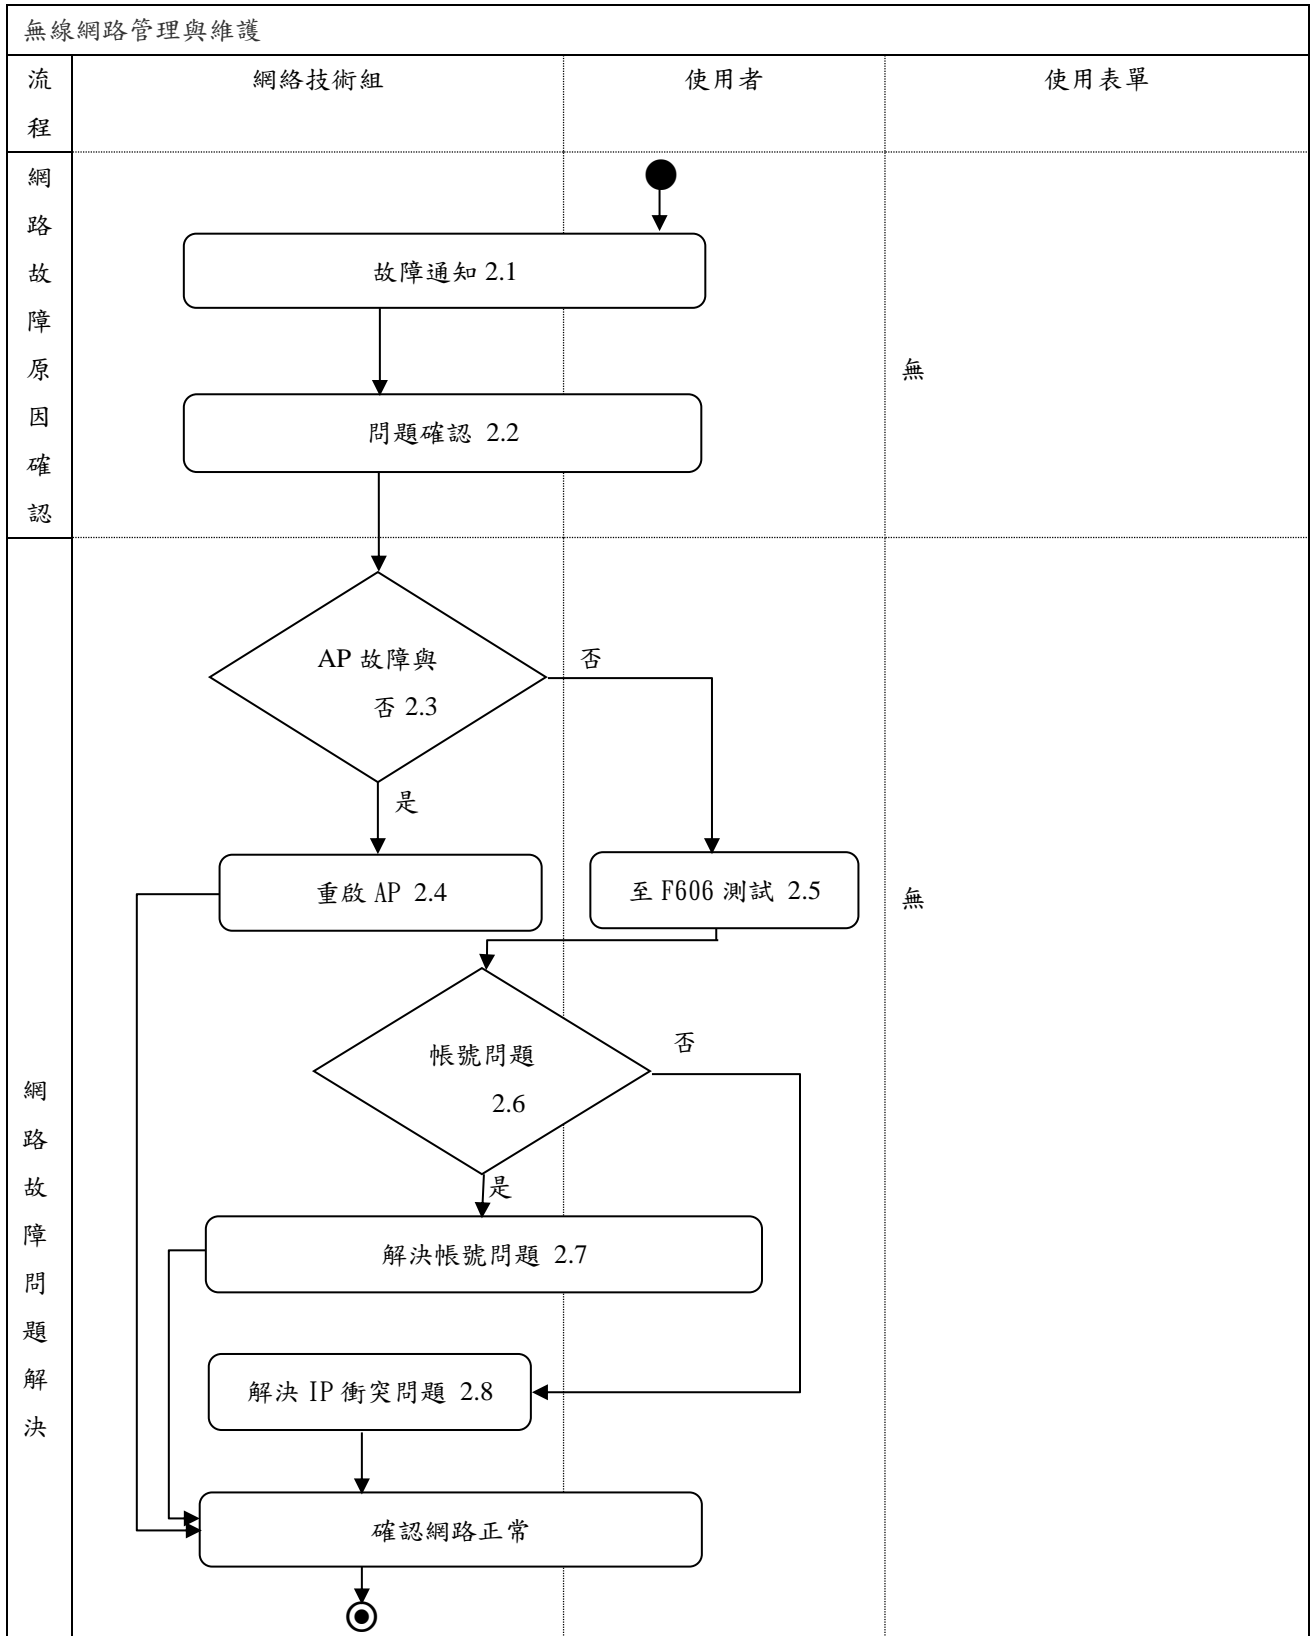 無線網路管理與維護
流程
網絡技術組
使用者
使用表單
網路故障原因確認
故障通知 2.1
問題確認 2.2
無
網路故障問題解決
AP 故障與
否 2.3
否
是
重啟 AP 2.4
至 F606 測試 2.5
無
帳號問題
2.6
否
是
解決帳號問題 2.7
解決 IP 衝突問題 2.8
確認網路正常